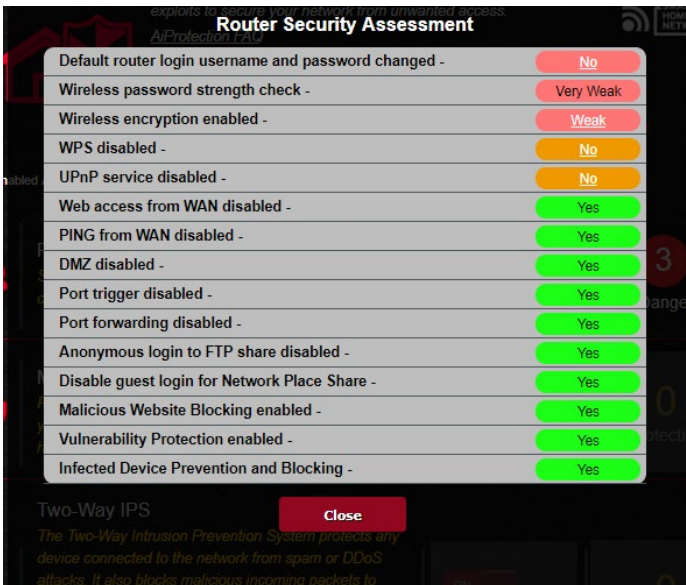 exploits to secure your network from unwanted access.
Router Security Assessment
AiProtection FAQ
Default router login username and password changed - No
Wireless password strength check - Very Weak
Wireless encryption enabled - Weak
WPS disabled - No
UPnP service disabled - No
Web access from WAN disabled - Yes
PING from WAN disabled - Yes
DMZ disabled - Yes
3
Port trigger disabled - Yes
Port forwarding disabled - Yes
Anonymous login to FTP share disabled - Yes
Disable guest login for Network Place Share - Yes
Malicious Website Blocking enabled - Yes
0
Vulnerability Protection enabled - Yes
Infected Device Prevention and Blocking - Yes
Two-Way IPS
Close
The Two-Way Intrusion Prevention System protects any
device connected to the network from spam or DDoS
attacks. It also blocks malicious incoming packets to